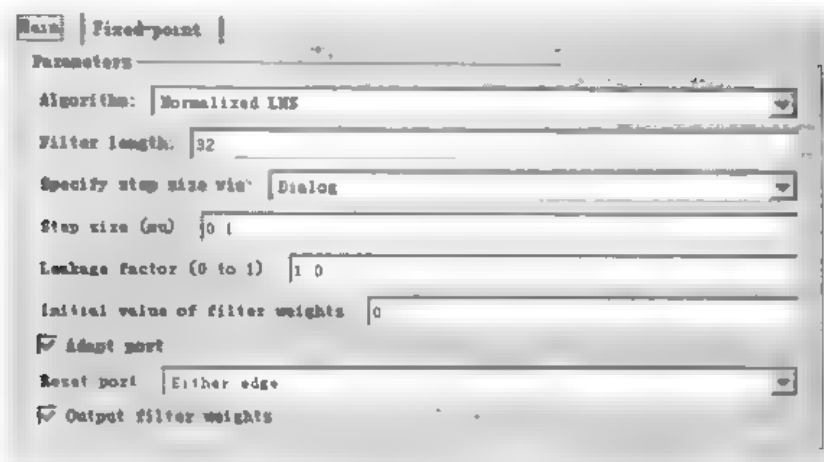 Main Fixed-point
Parameters
Algorithm: Normalized LMS
Filter length: 32
Specify step size via: Dialog
Step size (mu) 0.1
Leakage factor (0 to 1) 1.0
Initial value of filter weights 0
Adapt port
Reset port Either edge
Output filter weights